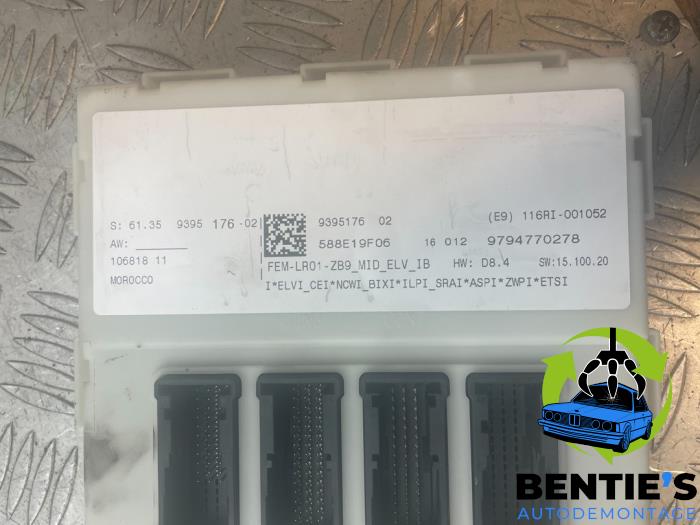 S: 61.35 9395 176-02
9395176 02
(E9) 116RI-001052
AW:
588E19F06 16 012 9794770278
106818 11
FEM-LR01-ZB9_MID_ELV_IB HW: D8.4 SW:15.100.20
MOROCCO
I*ELVI_CEI*NCWI_BIXI*ILPI_SRAI*ASPI*ZWPI*ETSI
BENTIE'S
AUTODEMONTAGE